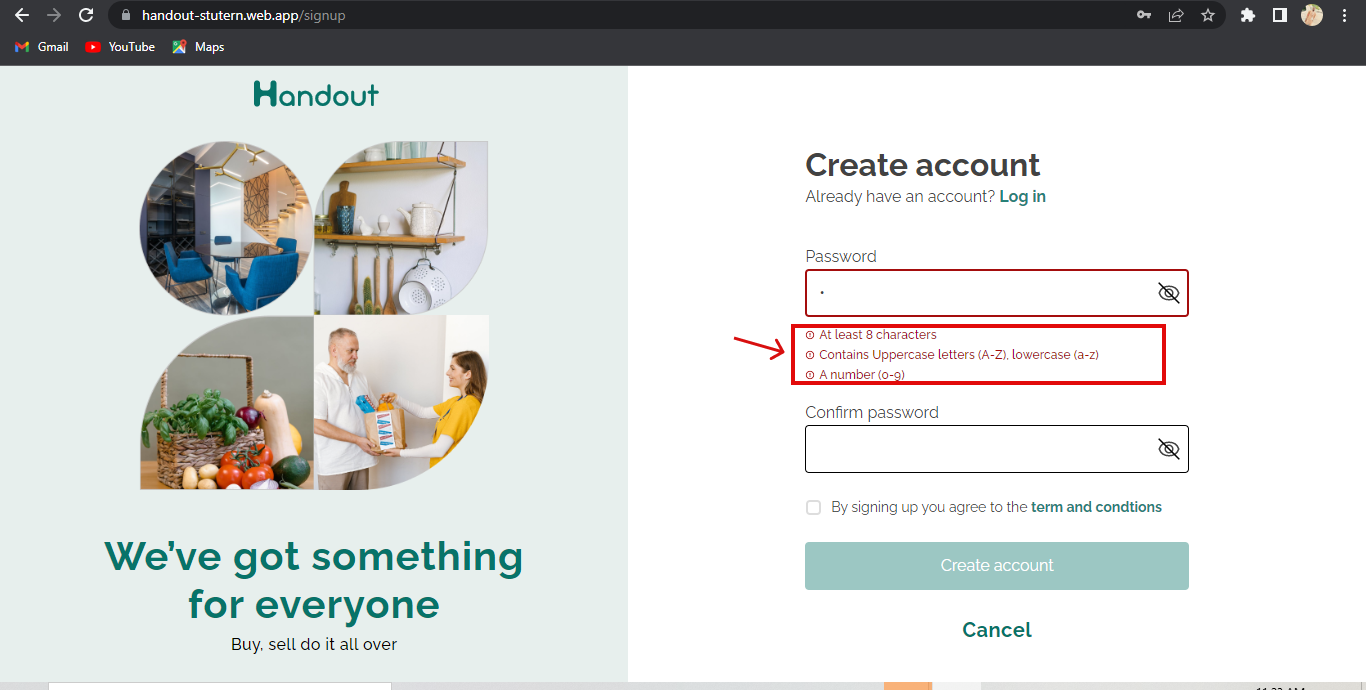 handout-stutern.web.app/signup
Gmail YouTube Maps
Handout
We've got something
for everyone
Buy, sell do it all over
Create account
Already have an account? Log in
Password
At least 8 characters
Contains Uppercase letters (A-Z), lowercase (a-z)
A number (0-9)
Confirm password
By signing up you agree to the term and condtions
Create account
Cancel